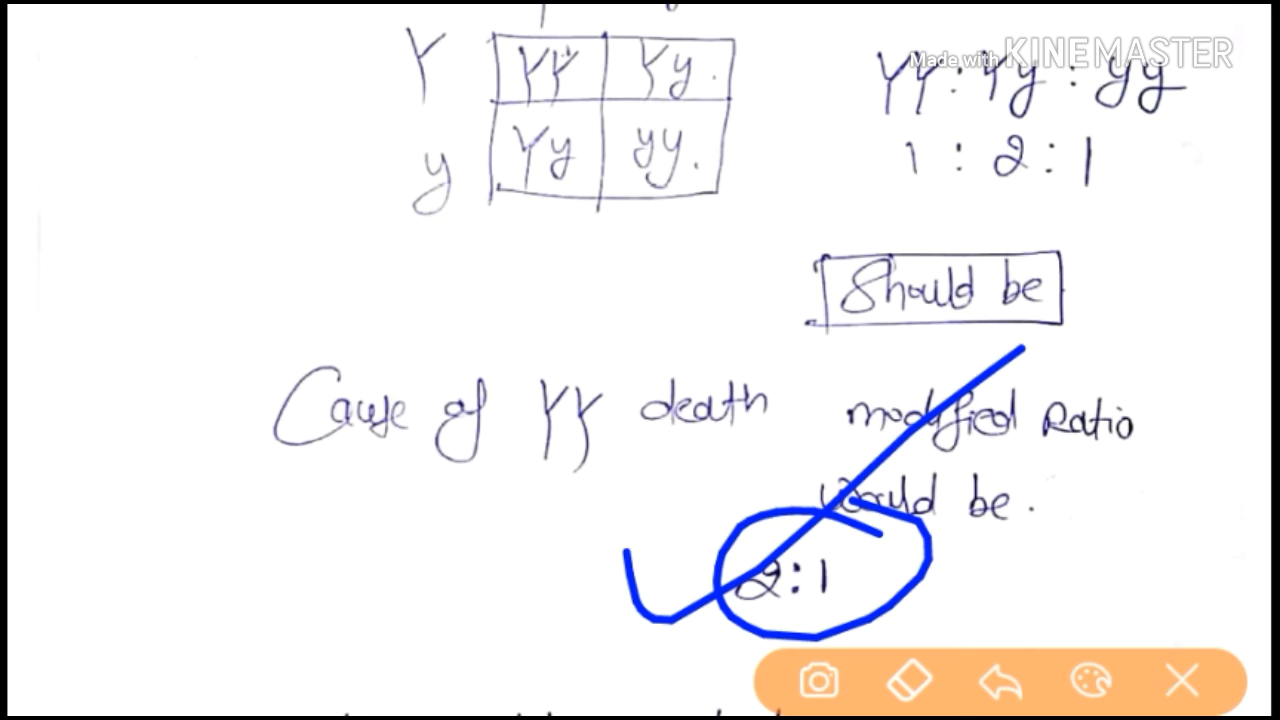 Made with KINEMASTER
Y YY Yy. YY : Yy : yy
y Yy yy. 1 : 2 : 1
Should be
Cause of YY death modified Ratio
would be.
2:1